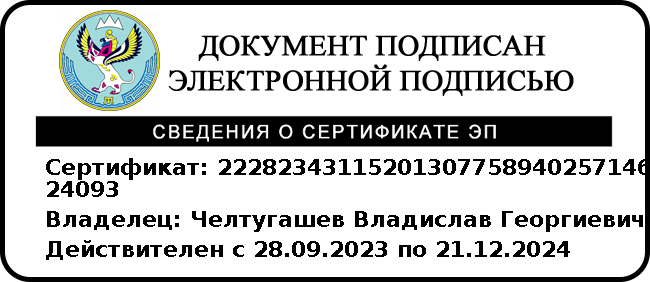 ДОКУМЕНТ ПОДПИСАН
ЭЛЕКТРОННОЙ ПОДПИСЬЮ
СВЕДЕНИЯ О СЕРТИФИКАТЕ ЭП
Сертификат: 2228234311520130775894025714６
24093
Владелец: Челтугашев Владислав Георгиевич
Действителен с 28.09.2023 по 21.12.2024